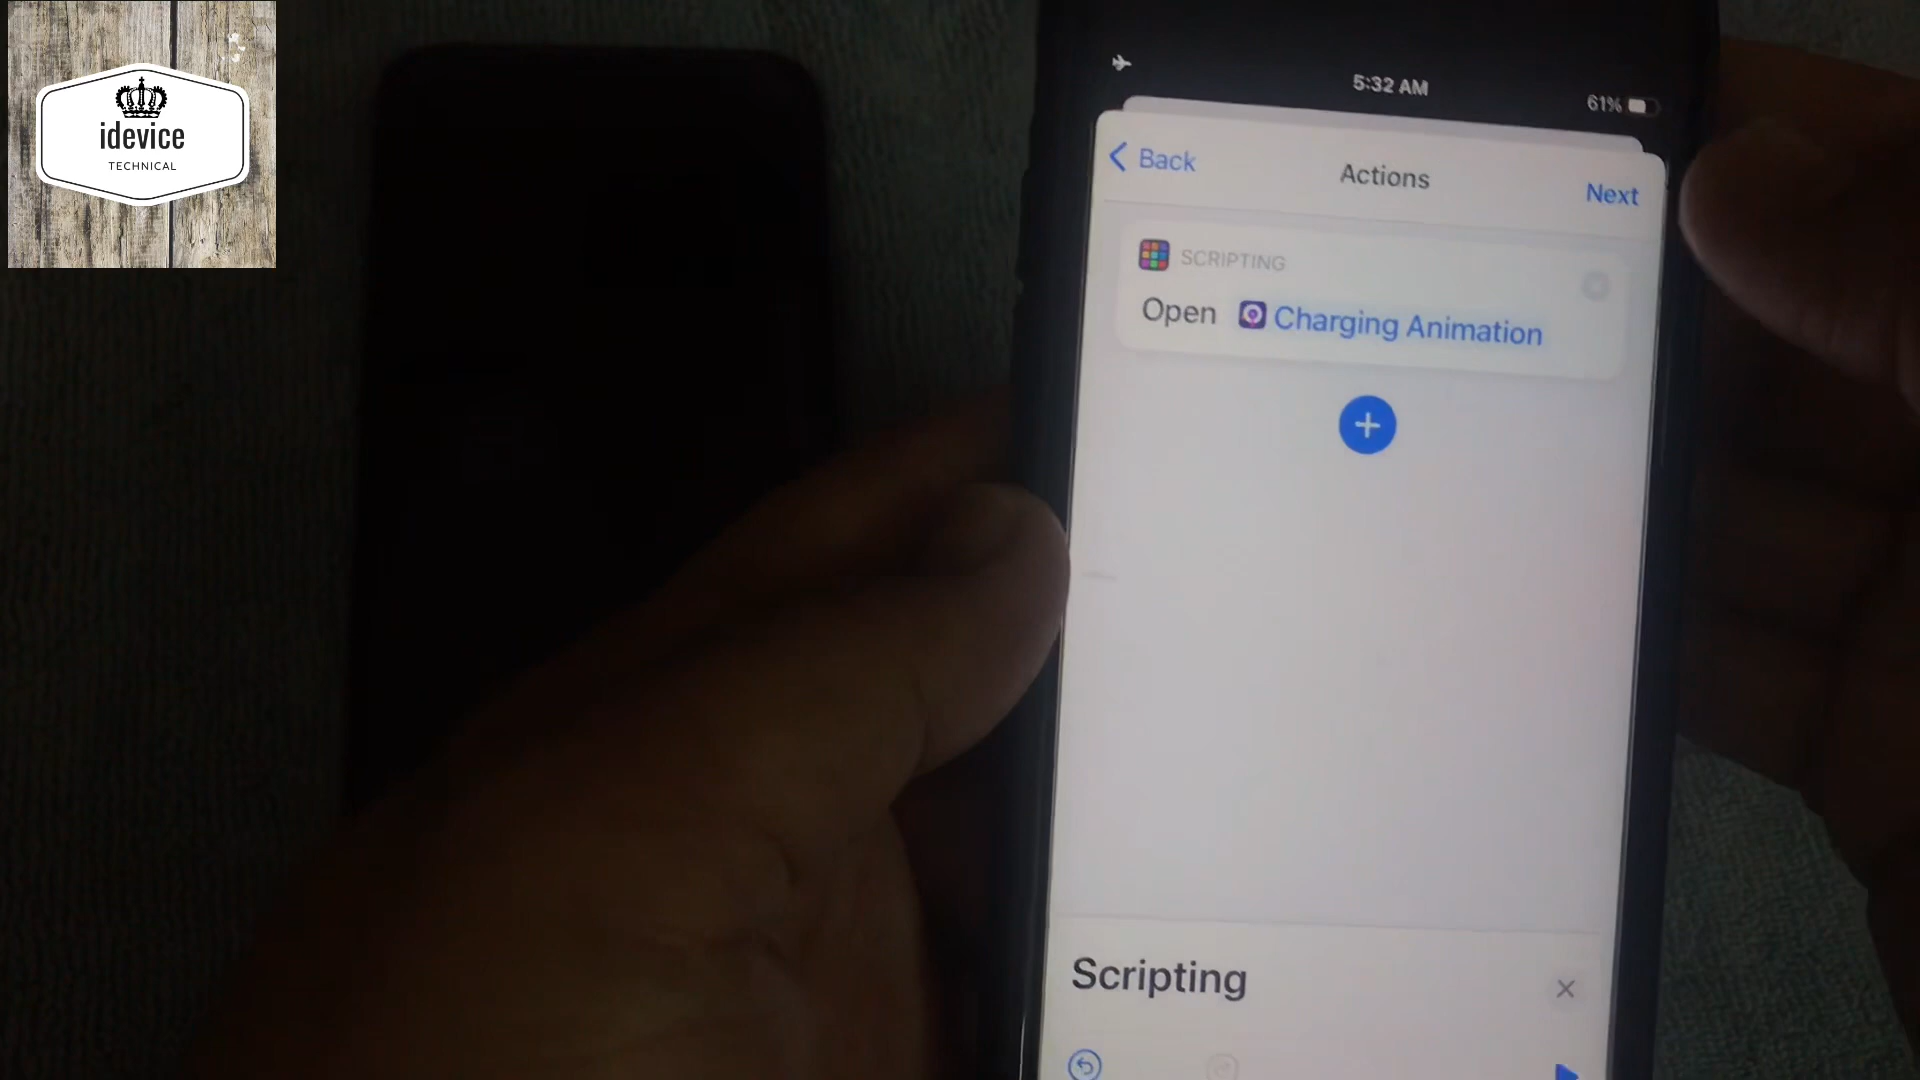 idevice
TECHNICAL
5:32 AM
61%
Back
Actions
Next
SCRIPTING
Open Charging Animation
Scripting